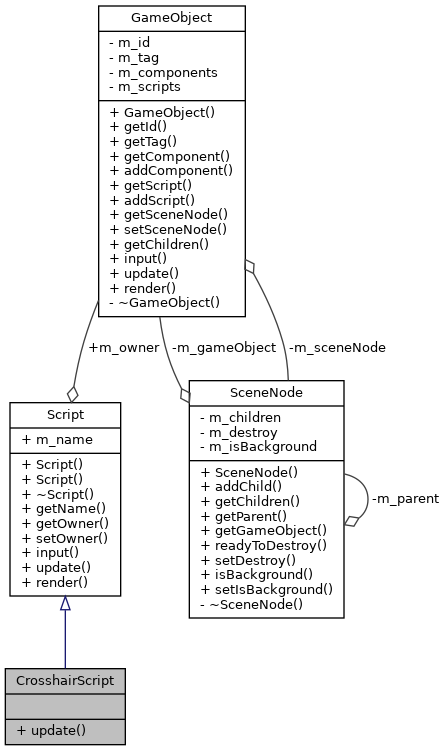 GameObject
- m_id
- m_tag
- m_components
- m_scripts
+ GameObject()
+ getId()
+ getTag()
+ getComponent()
+ addComponent()
+ getScript()
+ addScript()
+ getSceneNode()
+ setSceneNode()
+ getChildren()
+ input()
+ update()
+ render()
- ~GameObject()
+m_owner
-m_gameObject
-m_sceneNode
SceneNode
- m_children
- m_destroy
- m_isBackground
+ SceneNode()
+ addChild()
+ getChildren()
+ getParent()
+ getGameObject()
+ readyToDestroy()
+ setDestroy()
+ isBackground()
+ setIsBackground()
- ~SceneNode()
-m_parent
Script
+ m_name
+ Script()
+ Script()
+ ~Script()
+ getName()
+ getOwner()
+ setOwner()
+ input()
+ update()
+ render()
CrosshairScript
+ update()